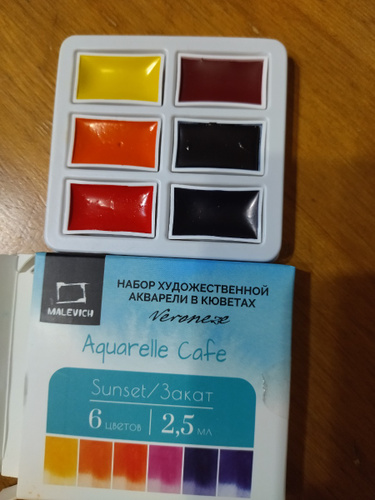 НАБОР ХУДОЖЕСТВЕННОЙ
АКВАРЕЛИ В КЮВЕТАХ
Veroneze
MALEVICH
Aquarelle Cafe
Sunset/Закат
6 цветов | 2,5 мл